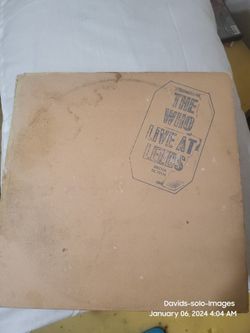 THE
WHO
LIVE AT
LEEDS
Davids-solo-Images
January 06, 2024 4:04 AM